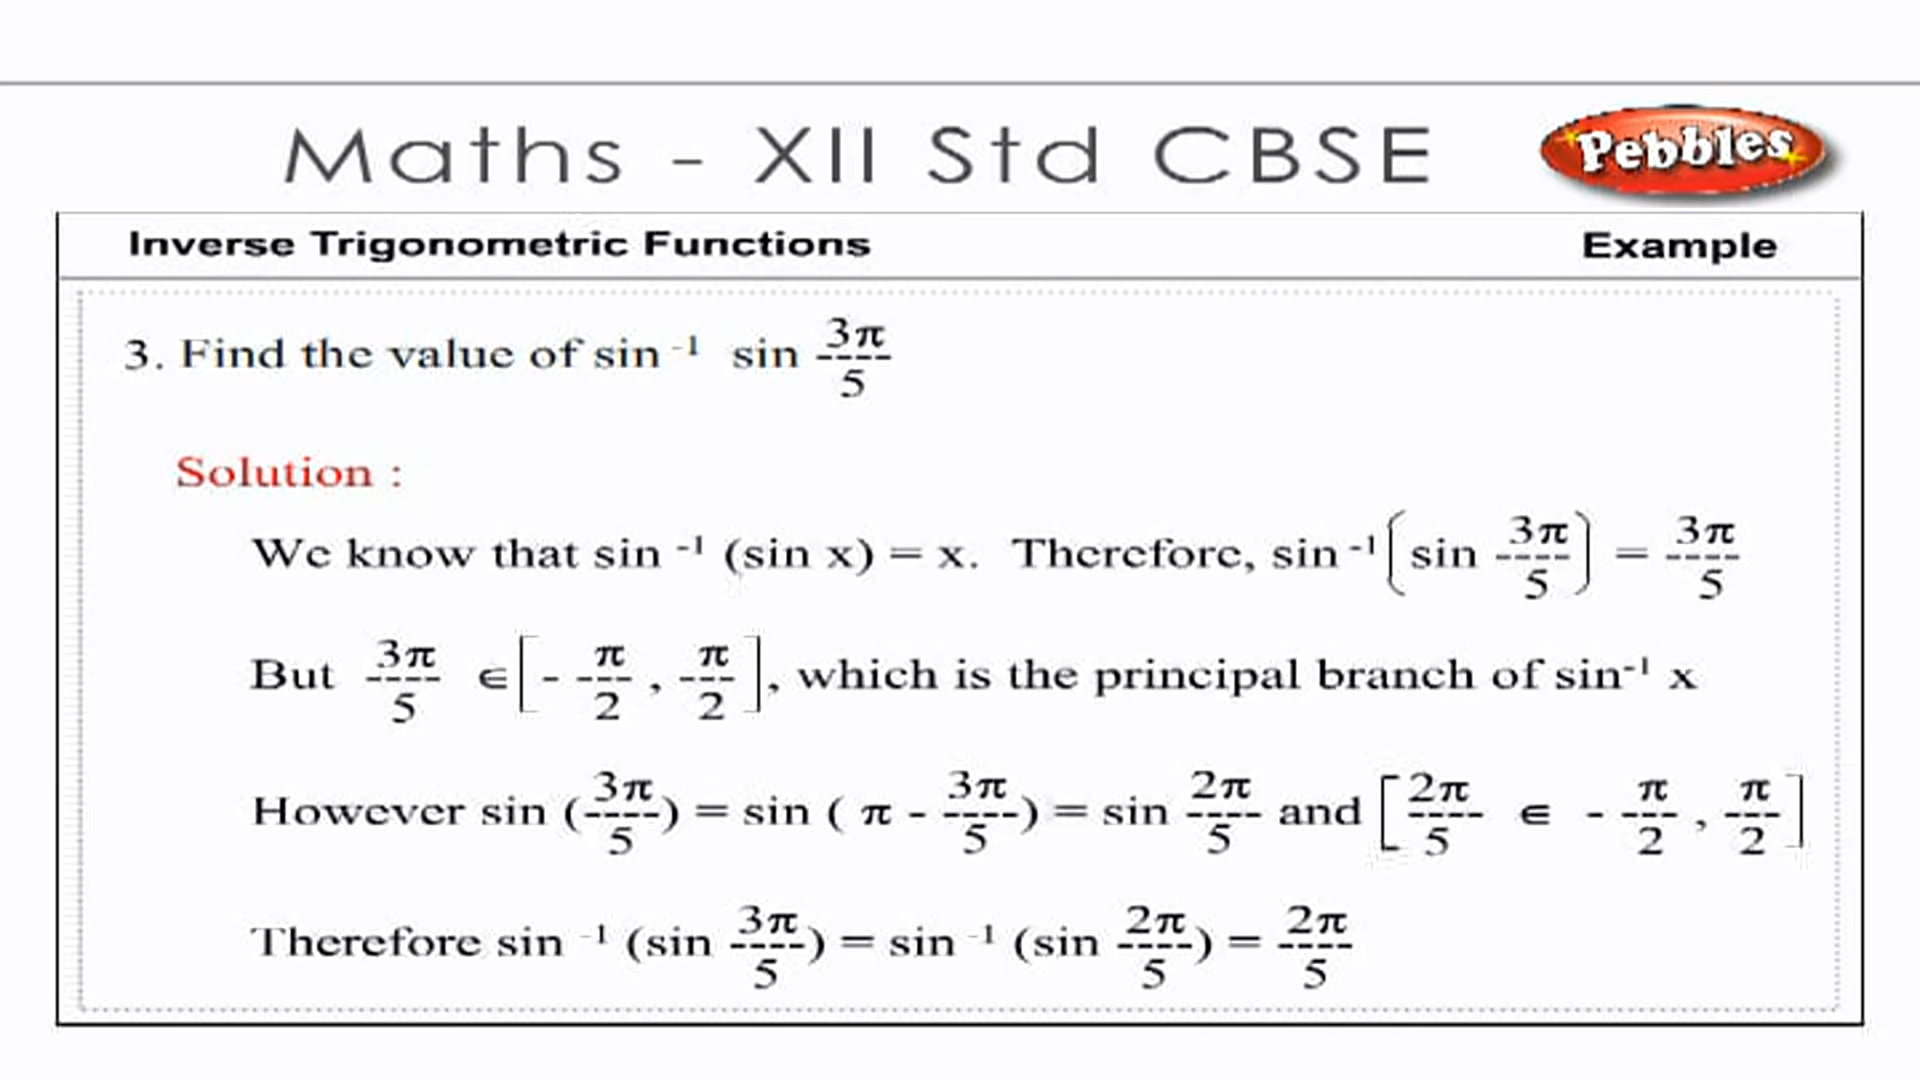 Maths - XII Std CBSE Pebbles
Inverse Trigonometric Functions Example
3. Find the value of sin⁻¹ sin 3π/5
Solution :
We know that sin⁻¹ (sin x) = x. Therefore, sin⁻¹(sin 3π/5) = 3π/5
But 3π/5 ∈ [- π/2 , π/2], which is the principal branch of sin⁻¹ x
However sin (3π/5) = sin ( π - 3π/5) = sin 2π/5 and [2π/5 ∈ - π/2 , π/2]
Therefore sin⁻¹ (sin 3π/5) = sin⁻¹ (sin 2π/5) = 2π/5